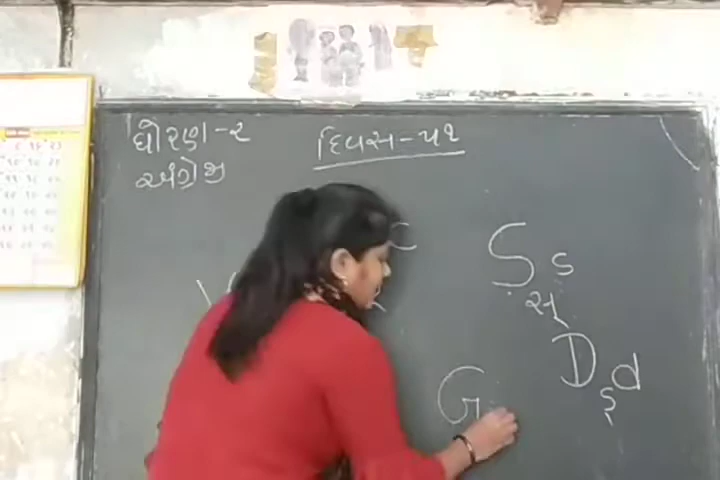 ધોરણ-૨
દિવસ-૫૧
અંગ્રેજી
S s
સ્
D d
ડ્
G